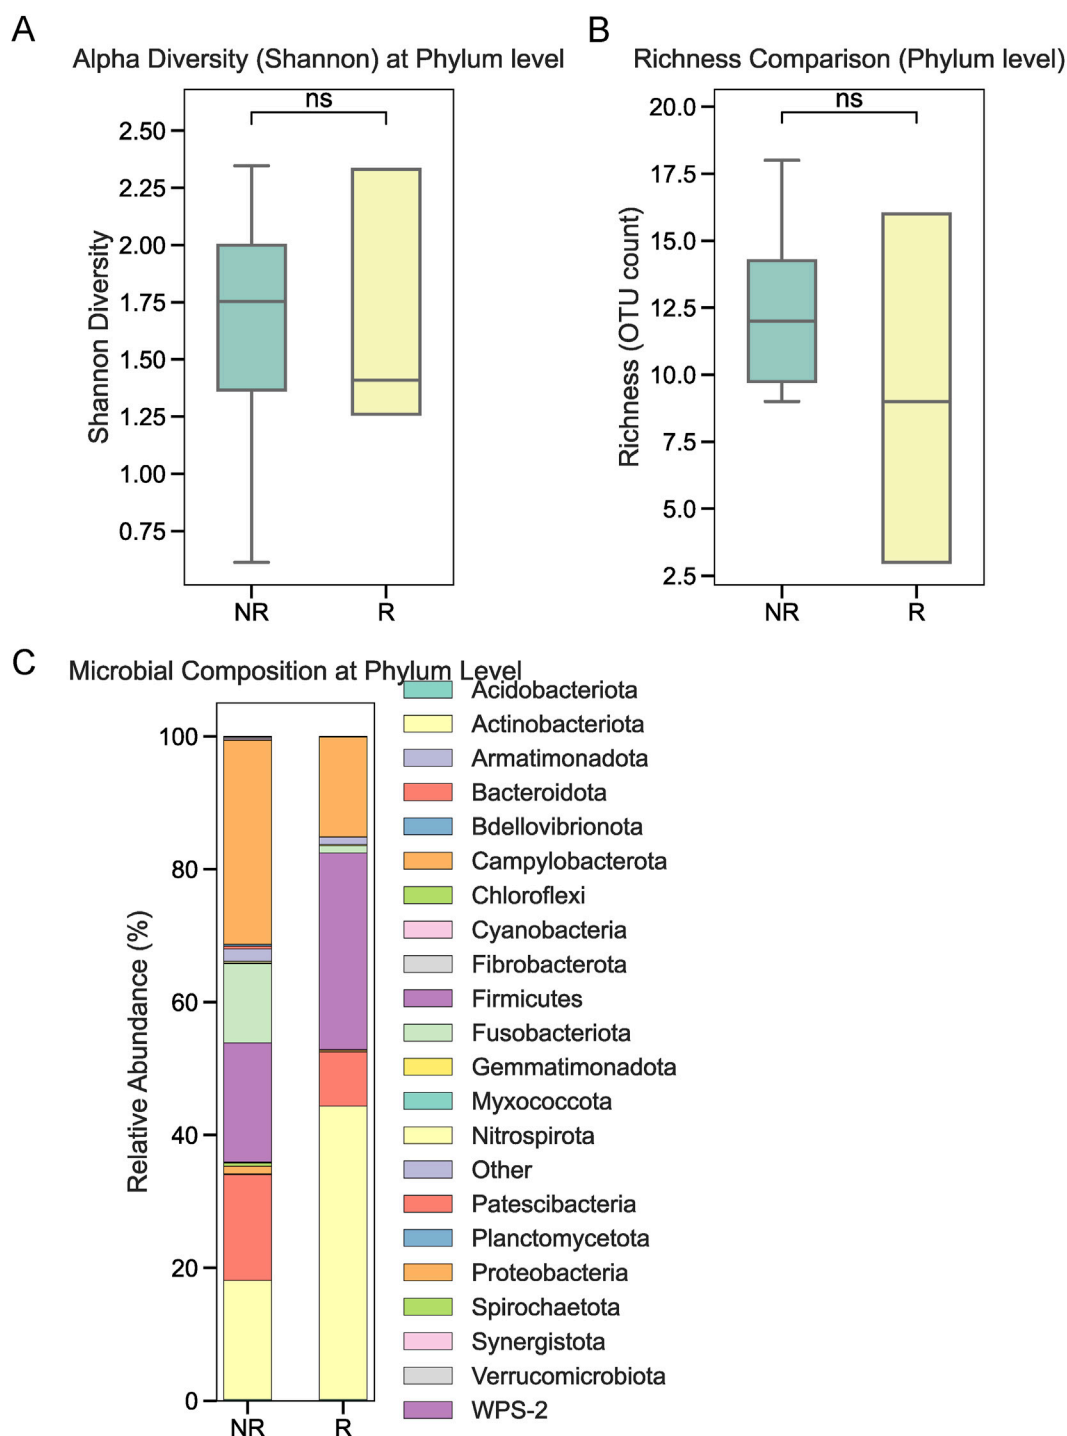 A
Alpha Diversity (Shannon) at Phylum level
ns
Shannon Diversity
2.50
2.25
2.00
1.75
1.50
1.25
1.00
0.75
NR
R
B
Richness Comparison (Phylum level)
ns
Richness (OTU count)
20.0
17.5
15.0
12.5
10.0
7.5
5.0
2.5
NR
R
C
Microbial Composition at Phylum Level
Relative Abundance (%)
100
80
60
40
20
0
NR
R
Acidobacteriota
Actinobacteriota
Armatimonadota
Bacteroidota
Bdellovibrionota
Campylobacterota
Chloroflexi
Cyanobacteria
Fibrobacterota
Firmicutes
Fusobacteriota
Gemmatimonadota
Myxococcota
Nitrospirota
Other
Patescibacteria
Planctomycetota
Proteobacteria
Spirochaetota
Synergistota
Verrucomicrobiota
WPS-2